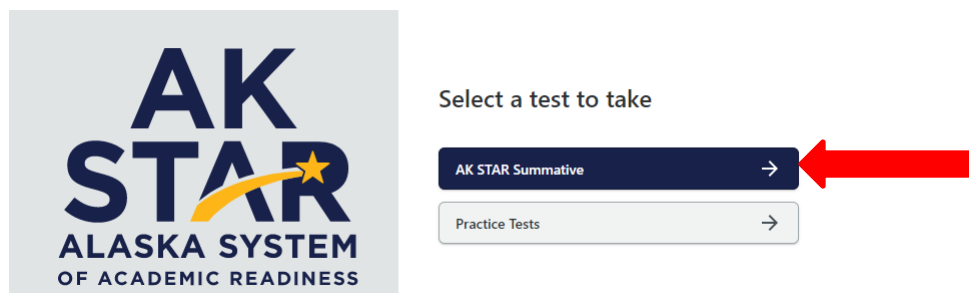 AK
STAR
ALASKA SYSTEM
OF ACADEMIC READINESS
Select a test to take
AK STAR Summative
Practice Tests